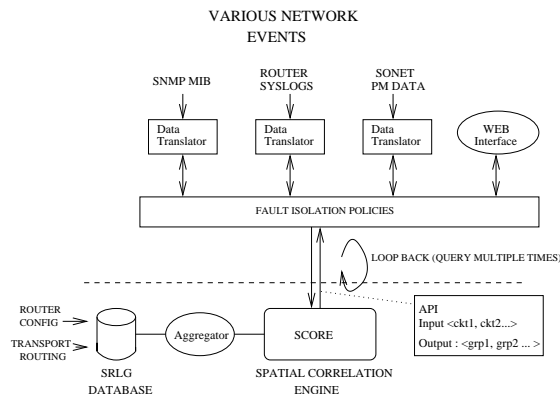 VARIOUS NETWORK
EVENTS
SNMP MIB
ROUTER
SYSLOGS
SONET
PM DATA
Data
Translator
Data
Translator
Data
Translator
WEB
Interface
FAULT ISOLATION POLICIES
LOOP BACK (QUERY MULTIPLE TIMES)
ROUTER
CONFIG
TRANSPORT
ROUTING
Aggregator
SCORE
API
Input <ckt1, ckt2...>
Output : <grp1, grp2 ... >
SRLG
DATABASE
SPATIAL CORRELATION
ENGINE